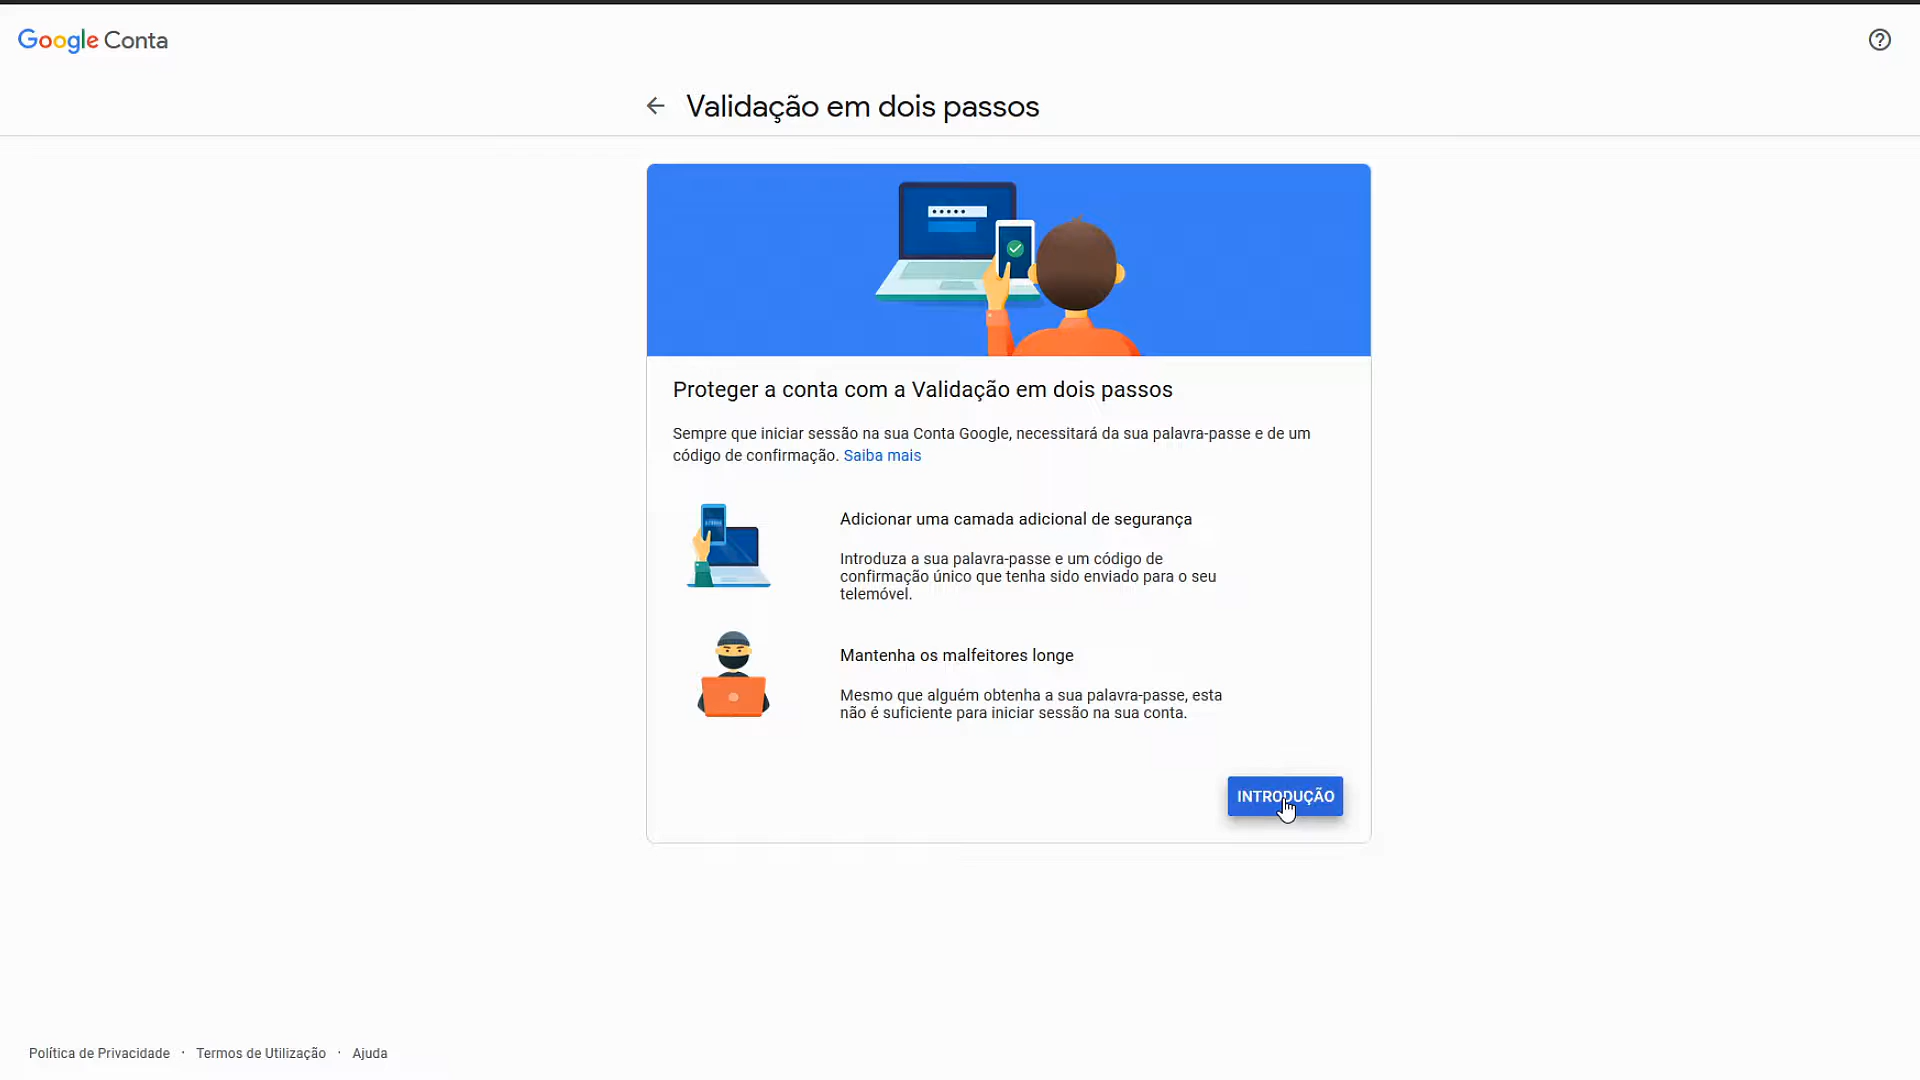 Google Conta
Validação em dois passos
Proteger a conta com a Validação em dois passos
Sempre que iniciar sessão na sua Conta Google, necessitará da sua palavra-passe e de um
código de confirmação. Saiba mais
Adicionar uma camada adicional de segurança
Introduza a sua palavra-passe e um código de
confirmação único que tenha sido enviado para o seu
telemóvel.
Mantenha os malfeitores longe
Mesmo que alguém obtenha a sua palavra-passe, esta
não é suficiente para iniciar sessão na sua conta.
INTRODUÇÃO
Política de Privacidade · Termos de Utilização · Ajuda